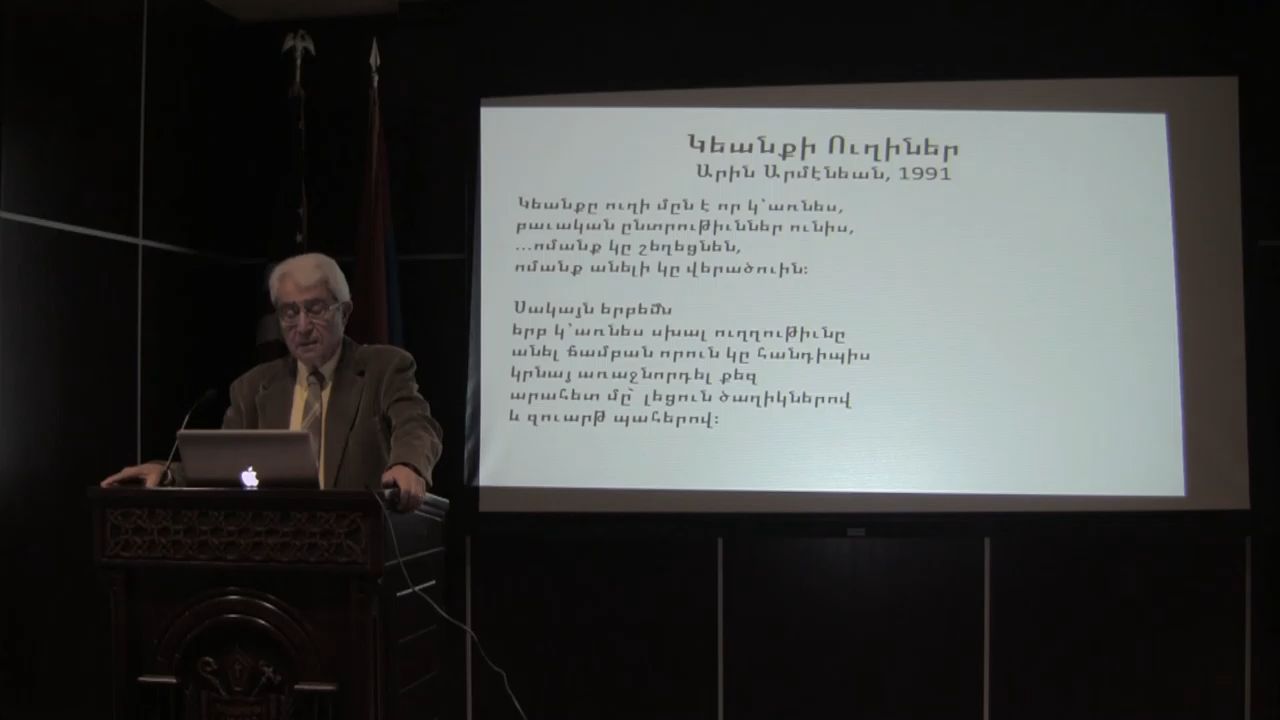 Կեանքի Ուղիներ
Արին Արմէնեան, 1991
Կեանքը ուղի մըն է որ կ՚առնես,
բաւական ընտրութիւններ ունիս,
...ոմանք կը շեղեցնեն,
ոմանք անելի կը վերածուին։
Սակայն երբեմն
երբ կ՚առնես սխալ ուղղութիւնը
անել ճամբան որուն կը հանդիպիս
կրնայ առաջնորդել քեզ
արահետ մը՝ լեցուն ծաղիկներով
և զուարթ պահերով։